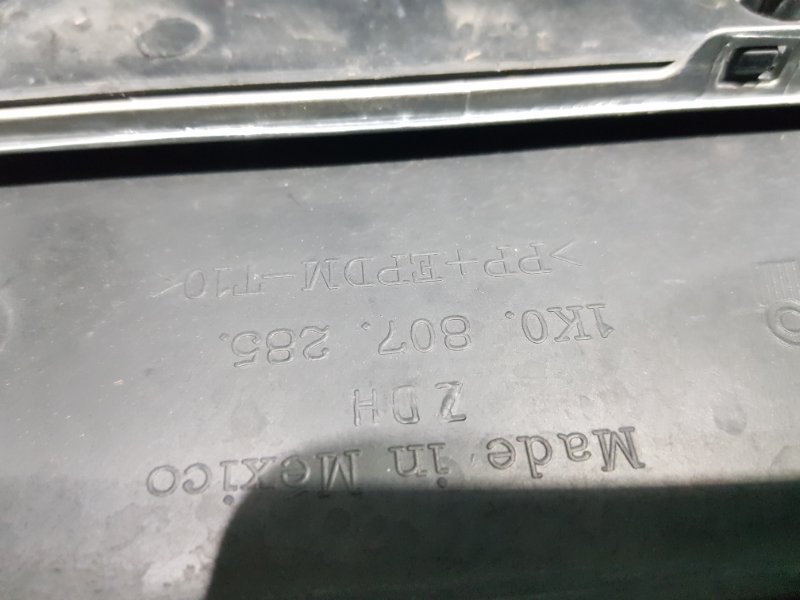 Made in Mexico
ZDH
1K0. 807. 285.
>PP+EPDM-T10<